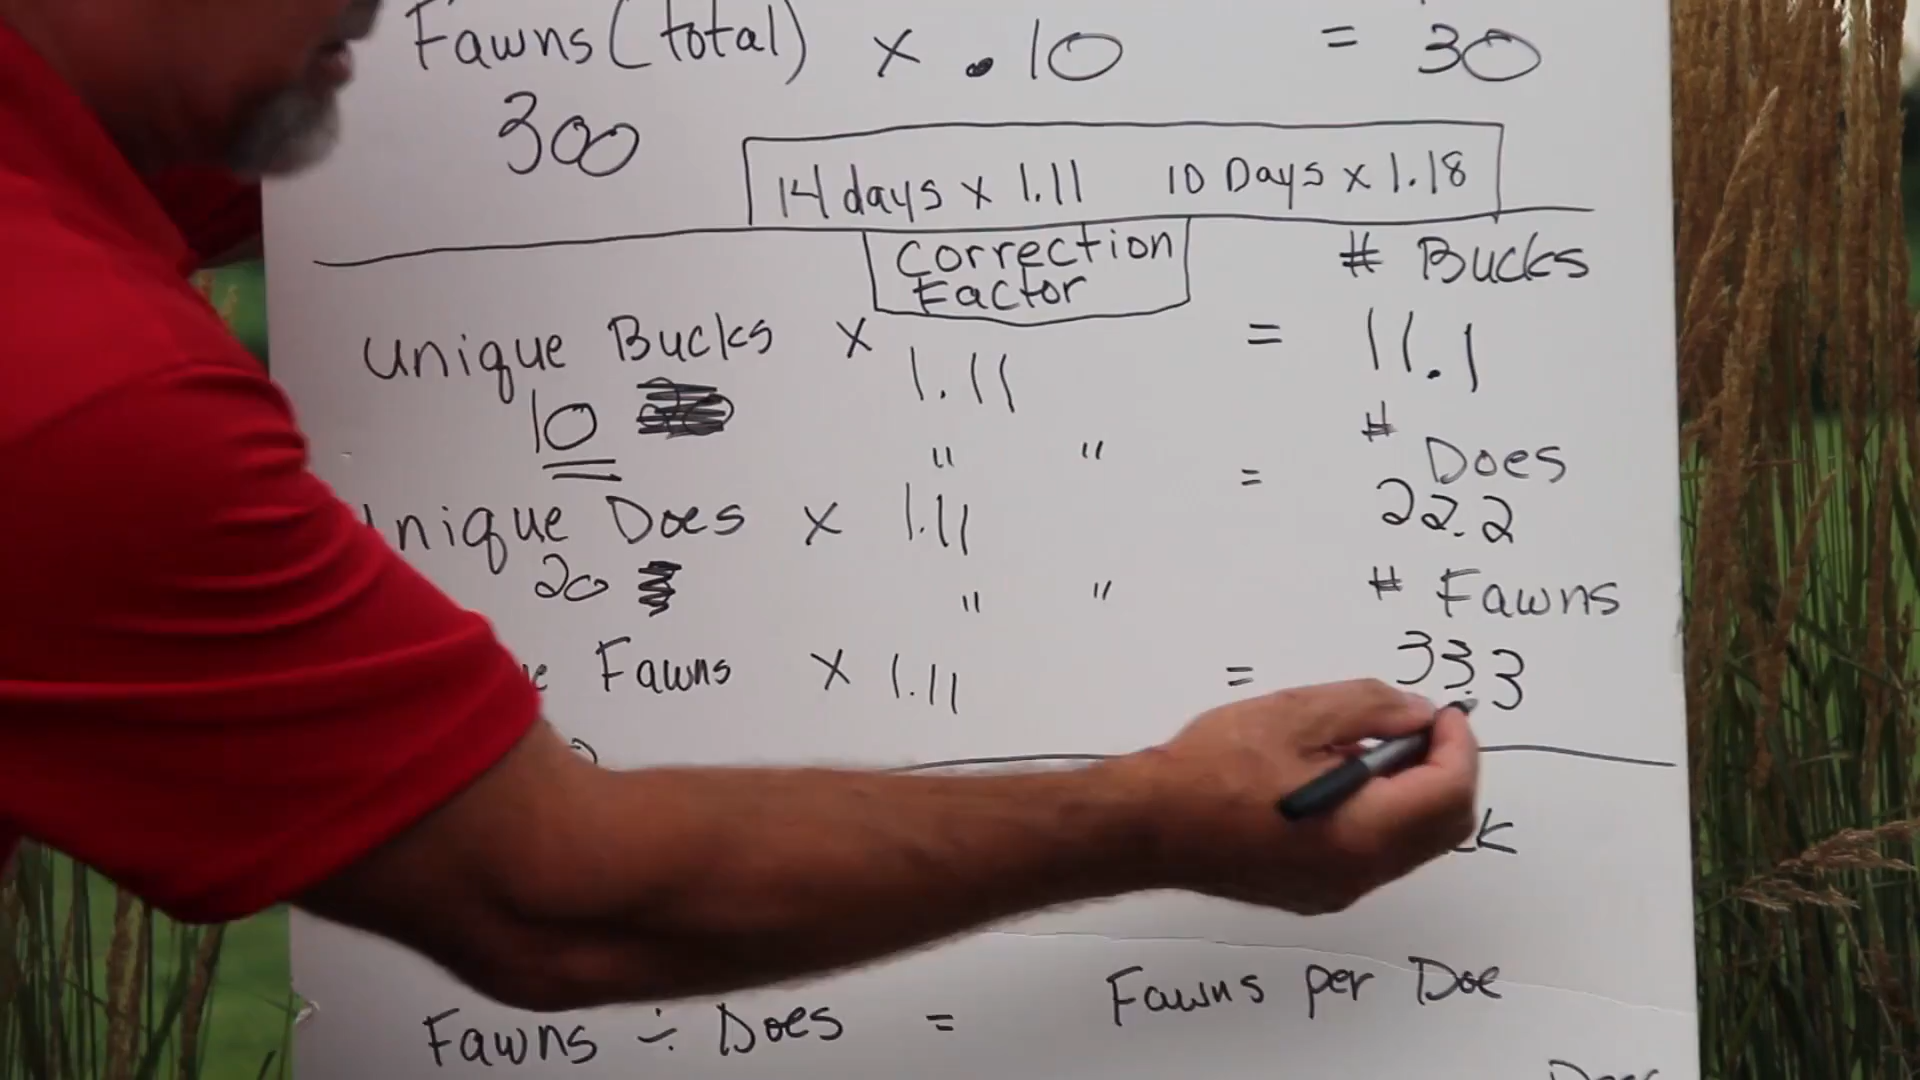 Fawns (total) x .10 = 30
300
14 days x 1.11 10 Days x 1.18
Correction Factor
# Bucks
Unique Bucks x 1.11 = 11.1
10
" " =
# Does
nique Does x 1.11 22.2
20
" "
# Fawns
Fawns x 1.11 = 33.3
Fawns per Doe
Fawns ÷ Does =